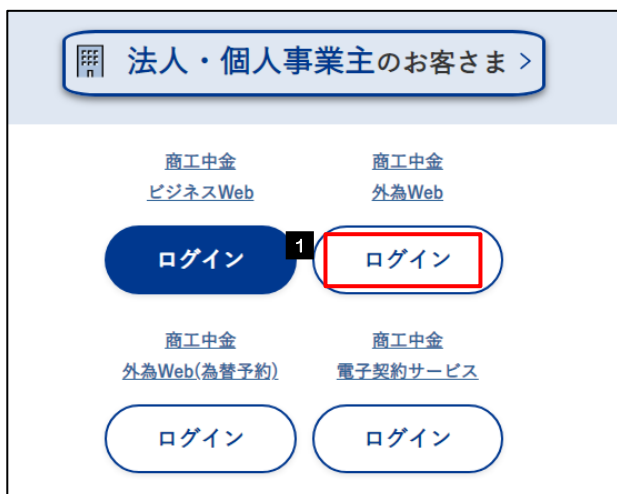 法人・個人事業主のお客さま >
商工中金 商工中金
ビジネスWeb 外為Web
ログイン 1 ログイン
商工中金 商工中金
外為Web(為替予約) 電子契約サービス
ログイン ログイン